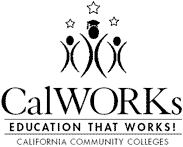 CalWORKs
EDUCATION THAT WORKS!
CALIFORNIA COMMUNITY COLLEGES